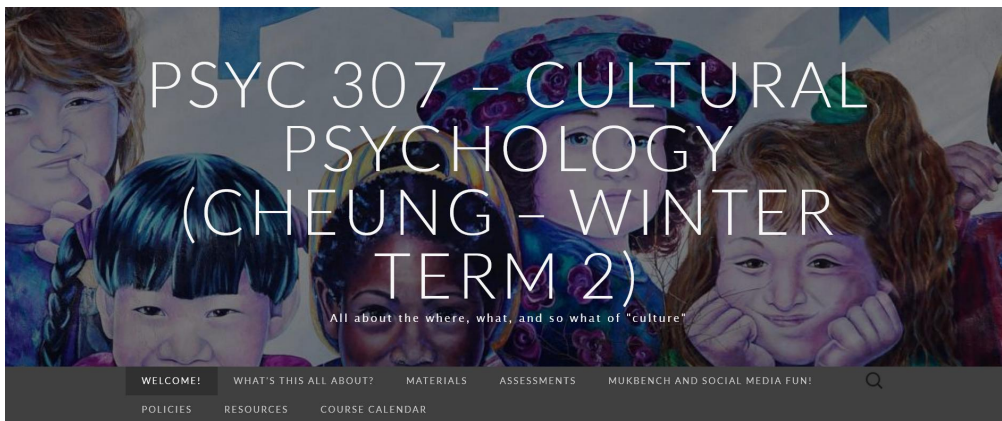 PSYC 307 – CULTURAL
PSYCHOLOGY
(CHEUNG – WINTER
TERM 2)
All about the where, what, and so what of "culture"
WELCOME! WHAT'S THIS ALL ABOUT? MATERIALS ASSESSMENTS MUKBENCH AND SOCIAL MEDIA FUN!
POLICIES RESOURCES COURSE CALENDAR